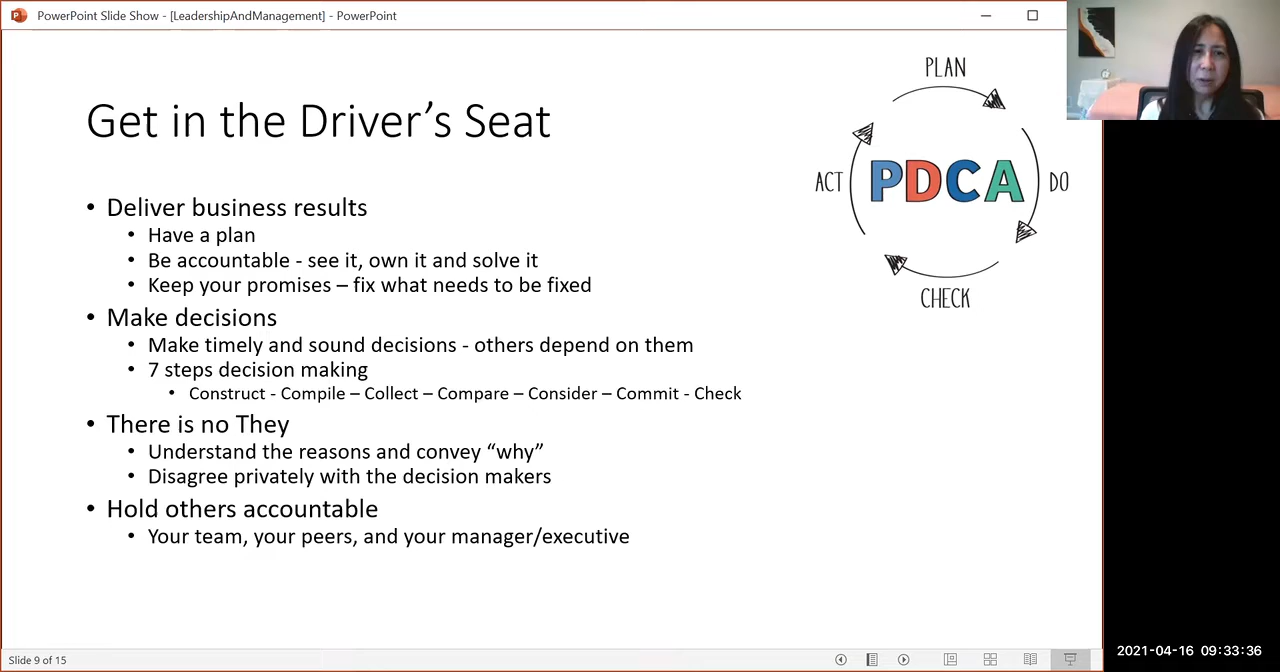 PowerPoint Slide Show - [LeadershipAndManagement] - PowerPoint
Get in the Driver’s Seat
• Deliver business results
• Have a plan
• Be accountable - see it, own it and solve it
• Keep your promises – fix what needs to be fixed
• Make decisions
• Make timely and sound decisions - others depend on them
• 7 steps decision making
• Construct - Compile – Collect – Compare – Consider – Commit - Check
• There is no They
• Understand the reasons and convey “why”
• Disagree privately with the decision makers
• Hold others accountable
• Your team, your peers, and your manager/executive
PLAN
ACT
PDCA
DO
CHECK
Slide 9 of 15
2021-04-16 09:33:36